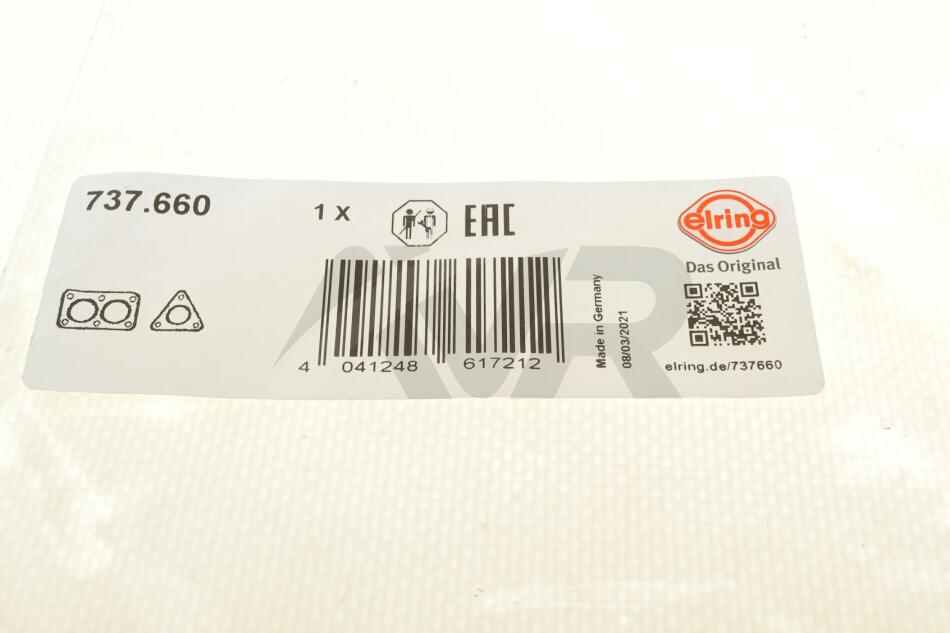 737.660
1 x
EAC
elring
Das Original
Made in Germany
08/03/2021
4 041248 617212
elring.de/737660
MR